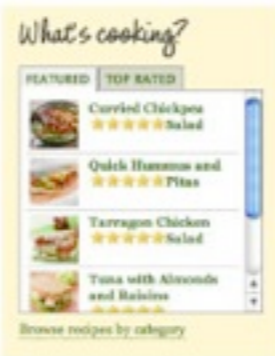 What's cooking?
FEATURED TOP RATED
Curried Chickpea
Salad
Quick Hummus and
Pitas
Tarragon Chicken
Salad
Tuna with Almonds
and Raisins
Browse recipes by category